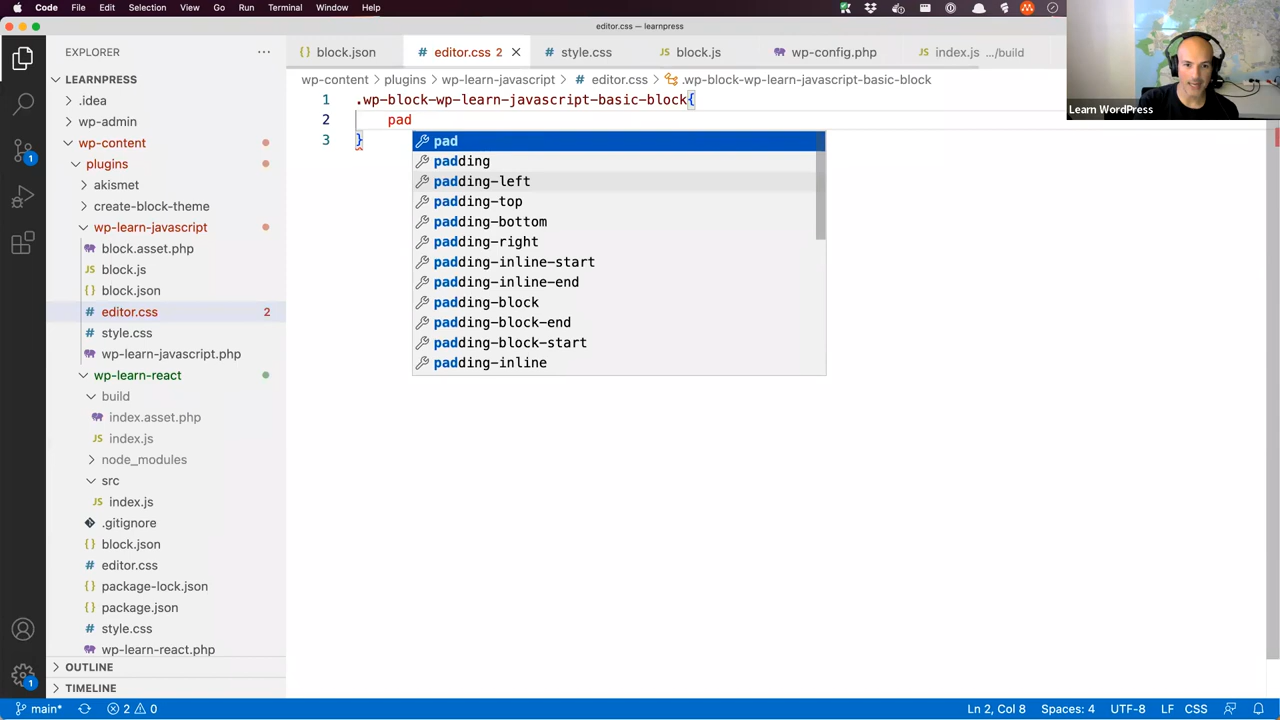 Code File Edit Selection View Go Run Terminal Window Help
editor.css — learnpress
EXPLORER
block.json
editor.css 2
style.css
block.js
wp-config.php
index.js .../build
Learn WordPress
LEARNPRESS
wp-content > plugins > wp-learn-javascript > editor.css > .wp-block-wp-learn-javascript-basic-block
.idea
wp-admin
wp-content
plugins
akismet
create-block-theme
wp-learn-javascript
block.asset.php
block.js
block.json
editor.css 2
style.css
wp-learn-javascript.php
wp-learn-react
build
index.asset.php
index.js
node_modules
src
index.js
.gitignore
block.json
editor.css
package-lock.json
package.json
style.css
wp-learn-react.php
OUTLINE
TIMELINE
1 .wp-block-wp-learn-javascript-basic-block{
2 pad
3 }
pad
padding
padding-left
padding-top
padding-bottom
padding-right
padding-inline-start
padding-inline-end
padding-block
padding-block-end
padding-block-start
padding-inline
1
1
main* 2 0 Ln 2, Col 8 Spaces: 4 UTF-8 LF CSS